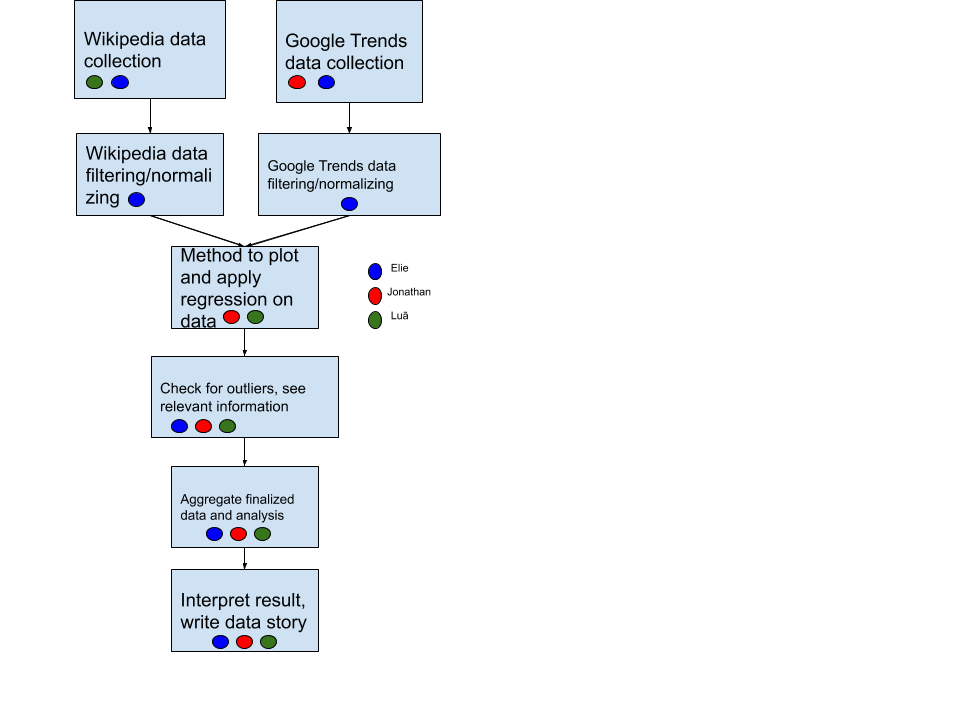 Wikipedia data
collection
Google Trends
data collection
Wikipedia data
filtering/normali
zing
Google Trends data
filtering/normalizing
Method to plot
and apply
regression on
data
Elie
Jonathan
Luã
Check for outliers, see
relevant information
Aggregate finalized
data and analysis
Interpret result,
write data story